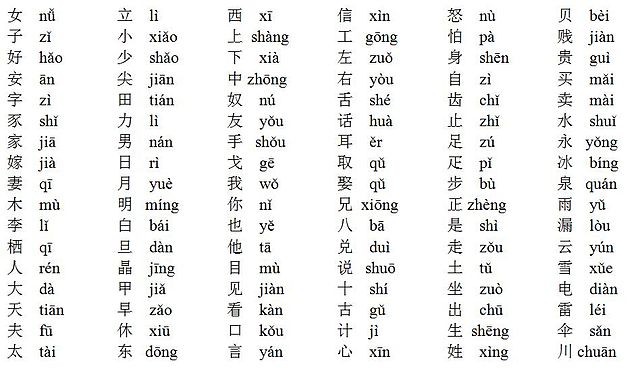 女 nǚ 立 lì 西 xī 信 xìn 怒 nù 贝 bèi
子 zǐ 小 xiǎo 上 shàng 工 gōng 怕 pà 贱 jiàn
好 hǎo 少 shǎo 下 xià 左 zuǒ 身 shēn 贵 guì
安 ān 尖 jiān 中 zhōng 右 yòu 自 zì 买 mǎi
字 zì 田 tián 奴 nú 舌 shé 齿 chǐ 卖 mài
豕 shǐ 力 lì 友 yǒu 话 huà 止 zhǐ 水 shuǐ
家 jiā 男 nán 手 shǒu 耳 ěr 足 zú 永 yǒng
嫁 jià 日 rì 戈 gē 取 qǔ 疋 pǐ 冰 bíng
妻 qī 月 yuè 我 wǒ 娶 qǔ 步 bù 泉 quán
木 mù 明 míng 你 nǐ 兄 xiōng 正 zhèng 雨 yǔ
李 lǐ 白 bái 也 yě 八 bā 是 shì 漏 lòu
栖 qī 旦 dàn 他 tā 兑 duì 走 zǒu 云 yún
人 rén 晶 jīng 目 mù 说 shuō 土 tǔ 雪 xǔe
大 dà 甲 jiǎ 见 jiàn 十 shí 坐 zuò 电 diàn
天 tiān 早 zǎo 看 kàn 古 gǔ 出 chū 雷 léi
夫 fū 休 xiū 口 kǒu 计 jì 生 shēng 伞 sǎn
太 tài 东 dōng 言 yán 心 xīn 姓 xìng 川 chuān